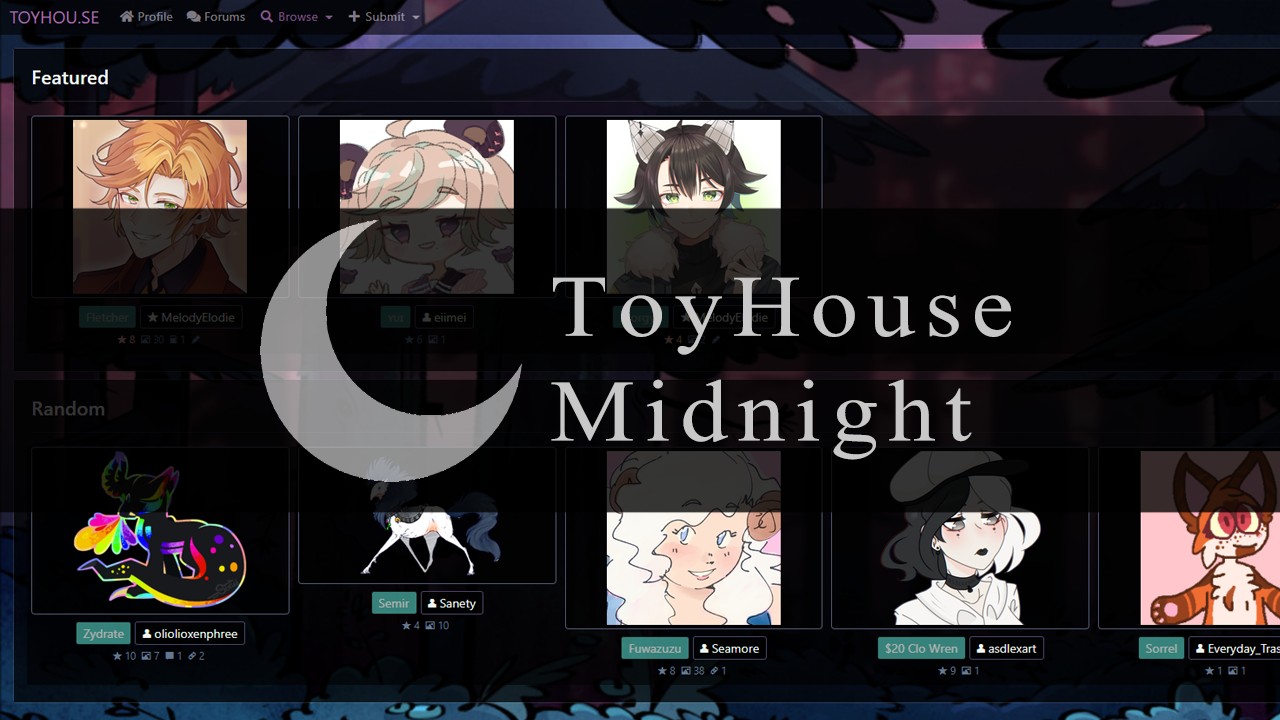 TOYHOU.SE Profile Forums Browse Submit
Featured
Fletcher MelodyElodie
8 30 1
eiimei
6 1
MelodyElodie
4
ToyHouse
Midnight
Random
Zydrate oliolioxenphree
10 7 1 2
Semir Sanety
4 10
Fuwazuzu Seamore
8 38 1
$20 Clo Wren asdlexart
9 1
Sorrel
1 1